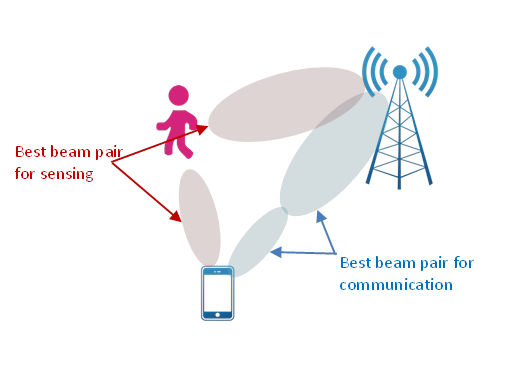 Best beam pair
for sensing
Best beam pair for
communication